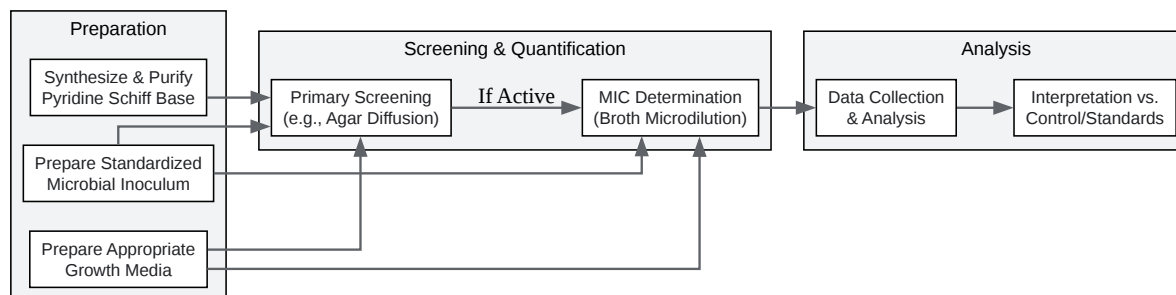 Preparation
Synthesize & Purify
Pyridine Schiff Base
Prepare Standardized
Microbial Inoculum
Prepare Appropriate
Growth Media
Screening & Quantification
Primary Screening
(e.g., Agar Diffusion)
If Active
MIC Determination
(Broth Microdilution)
Analysis
Data Collection
& Analysis
Interpretation vs.
Control/Standards